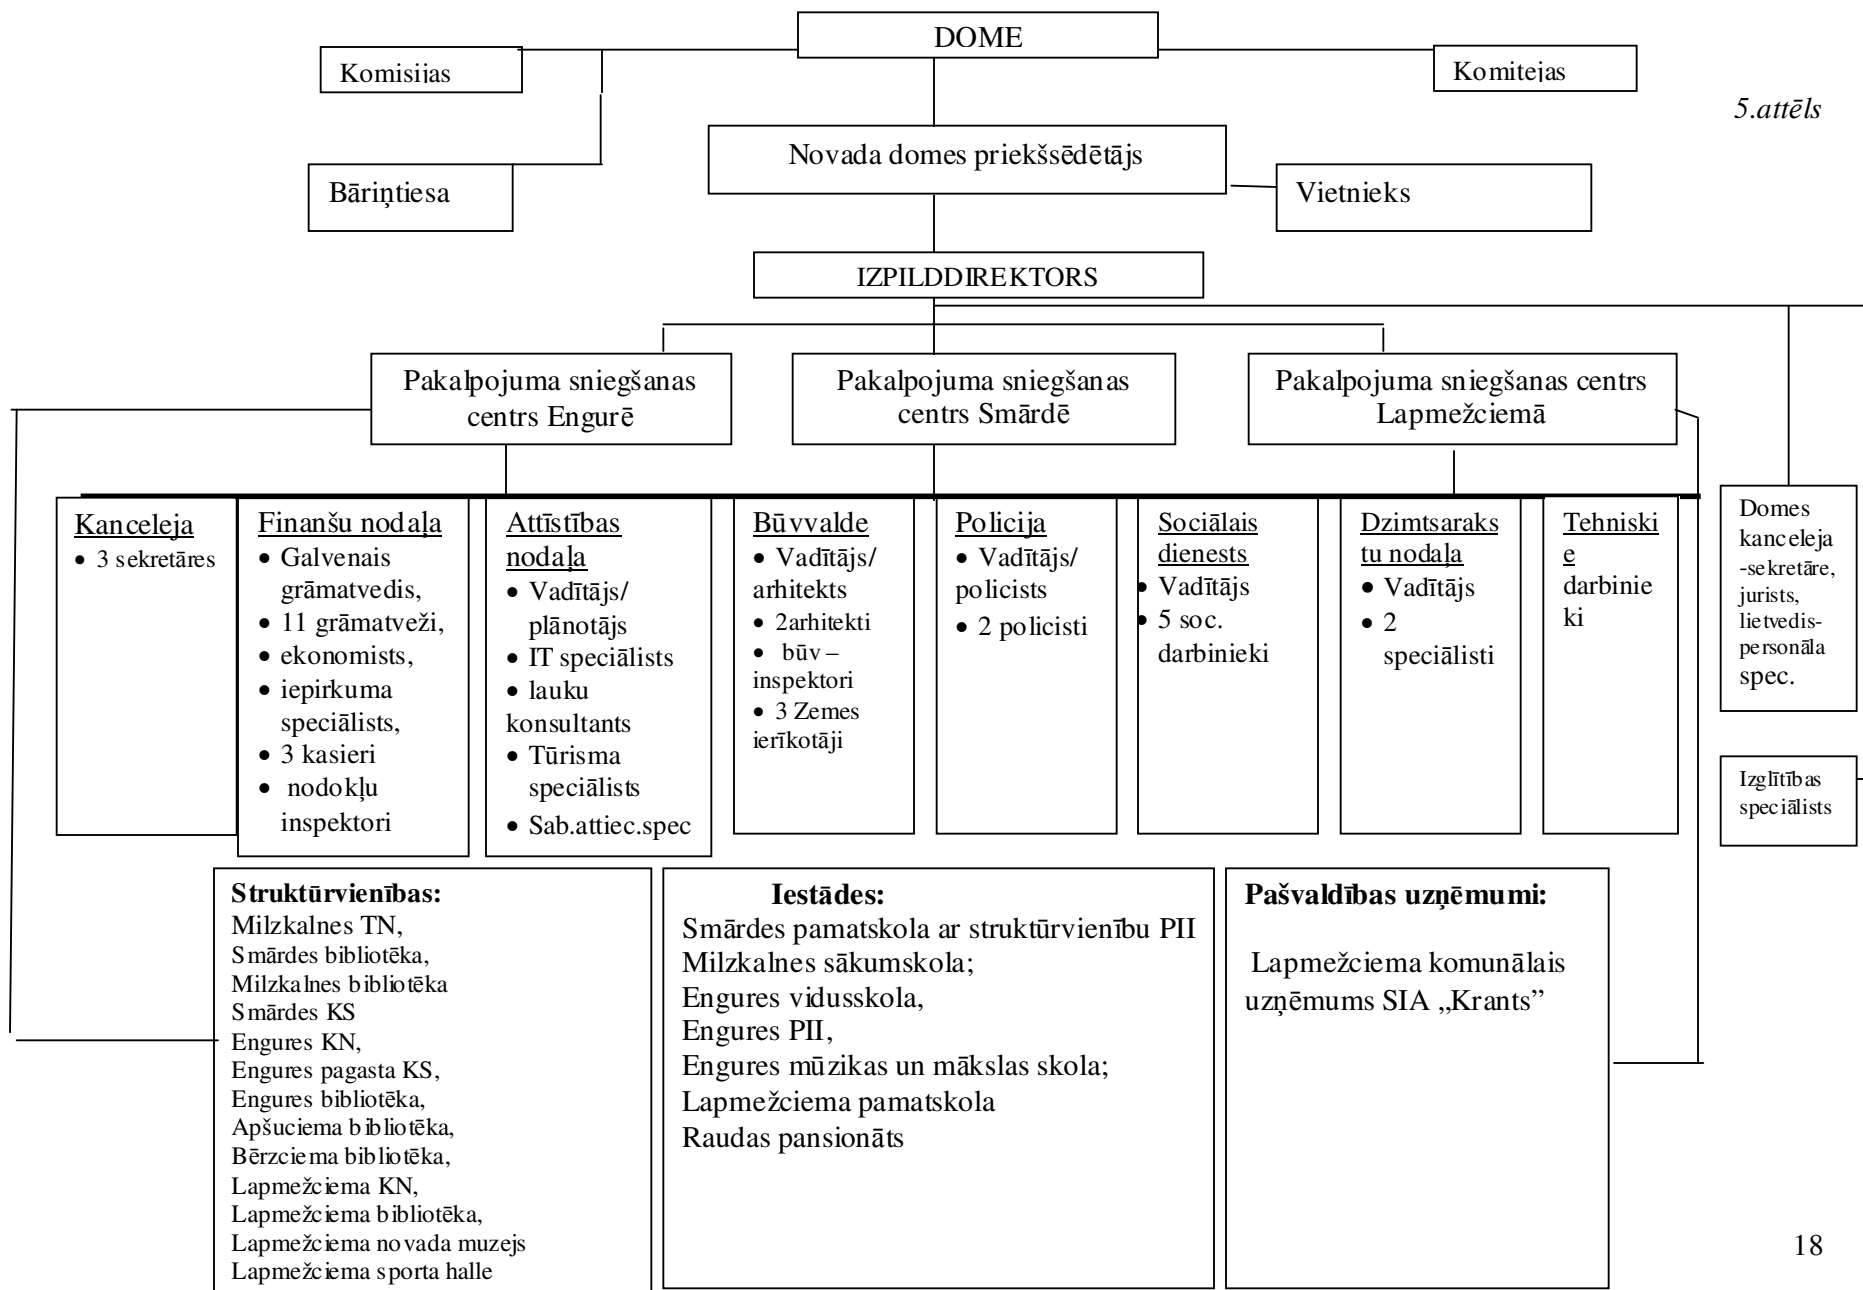 DOME
Komisijas
Komitejas
5.attēls
Novada domes priekšsēdētājs
Bāriņtiesa
Vietnieks
IZPILDDIREKTORS
Pakalpojuma sniegšanas
centrs Engurē
Pakalpojuma sniegšanas
centrs Smārdē
Pakalpojuma sniegšanas centrs
Lapmežciemā
Kanceleja
• 3 sekretāres
Finanšu nodaļa
• Galvenais
grāmatvedis,
• 11 grāmatveži,
• ekonomists,
• iepirkuma
speciālists,
• 3 kasieri
• nodokļu
inspektori
Attīstības
nodaļa
• Vadītājs/
plānotājs
• IT speciālists
• lauku
konsultants
• Tūrisma
speciālists
• Sab.attiec.spec
Būvvalde
• Vadītājs/
arhitekts
• 2arhitekti
• būv –
inspektori
• 3 Zemes
ierīkotāji
Policija
• Vadītājs/
policists
• 2 policisti
Sociālais
dienests
• Vadītājs
• 5 soc.
darbinieki
Dzimtsaraks
tu nodaļa
• Vadītājs
• 2
speciālisti
Tehniski
e
darbinie
ki
Domes
kanceleja
-sekretāre,
jurists,
lietvedis-
personāla
spec.
Izglītības
speciālists
Struktūrvienības:
Milzkalnes TN,
Smārdes bibliotēka,
Milzkalnes bibliotēka
Smārdes KS
Engures KN,
Engures pagasta KS,
Engures bibliotēka,
Apšuciema bibliotēka,
Bērzciema bibliotēka,
Lapmežciema KN,
Lapmežciema bibliotēka,
Lapmežciema novada muzejs
Lapmežciema sporta halle
Iestādes:
Smārdes pamatskola ar struktūrvienību PII
Milzkalnes sākumskola;
Engures vidusskola,
Engures PII,
Engures mūzikas un mākslas skola;
Lapmežciema pamatskola
Raudas pansionāts
Pašvaldības uzņēmumi:
Lapmežciema komunālais
uzņēmums SIA „Krants”
18